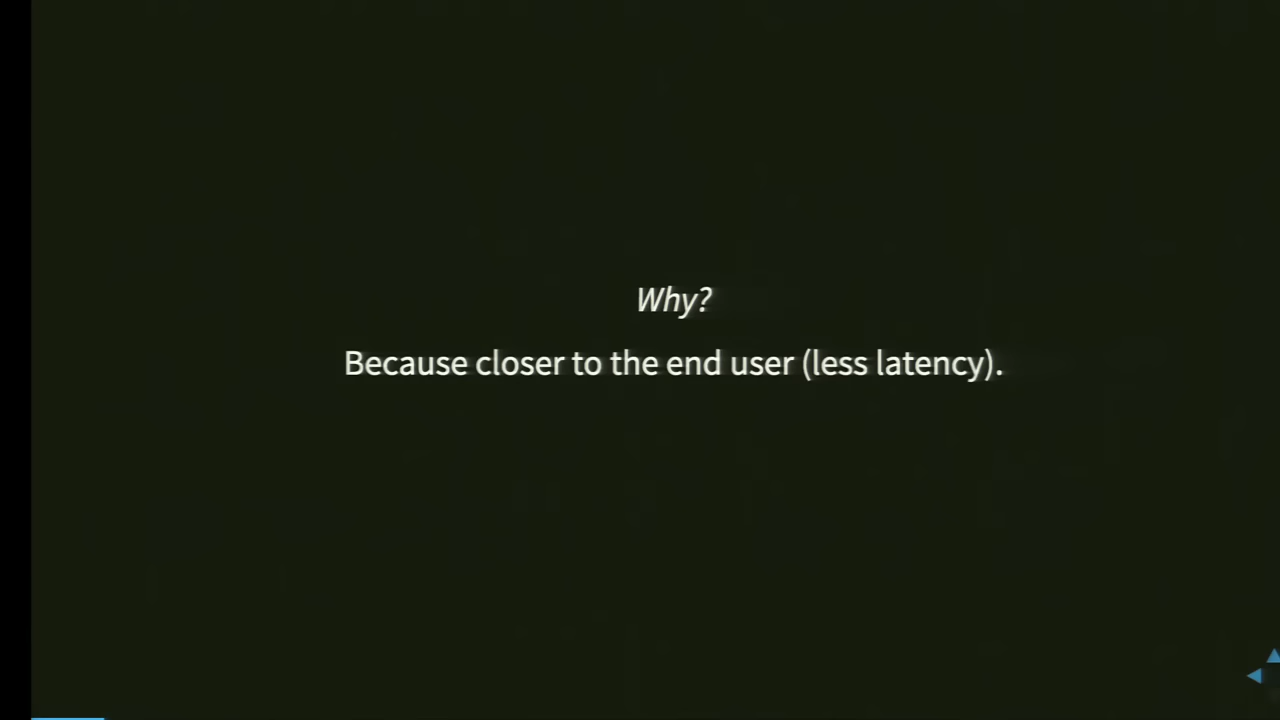 Why?
Because closer to the end user (less latency).